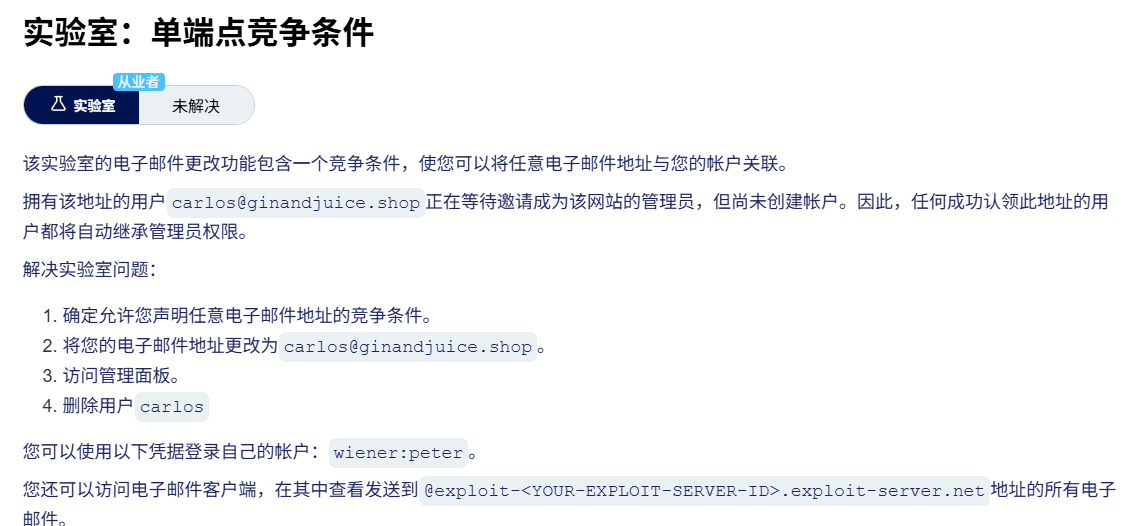 实验室：单端点竞争条件
从业者
实验室 未解决
该实验室的电子邮件更改功能包含一个竞争条件，使您可以将任意电子邮件地址与您的帐户关联。
拥有该地址的用户 carlos@ginandjuice.shop 正在等待邀请成为该网站的管理员，但尚未创建帐户。因此，任何成功认领此地址的用
户都将自动继承管理员权限。
解决实验室问题：
1. 确定允许您声明任意电子邮件地址的竞争条件。
2. 将您的电子邮件地址更改为 carlos@ginandjuice.shop 。
3. 访问管理面板。
4. 删除用户 carlos
您可以使用以下凭据登录自己的帐户： wiener:peter 。
您还可以访问电子邮件客户端，在其中查看发送到 @exploit-<YOUR-EXPLOIT-SERVER-ID>.exploit-server.net 地址的所有电子
邮件。